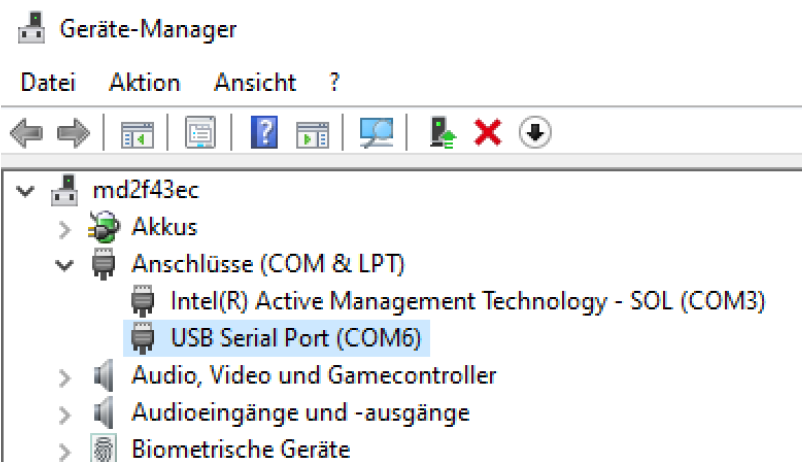 Geräte-Manager
Datei Aktion Ansicht ?
?
md2f43ec
Akkus
Anschlüsse (COM & LPT)
Intel(R) Active Management Technology - SOL (COM3)
USB Serial Port (COM6)
Audio, Video und Gamecontroller
Audioeingänge und -ausgänge
Biometrische Geräte